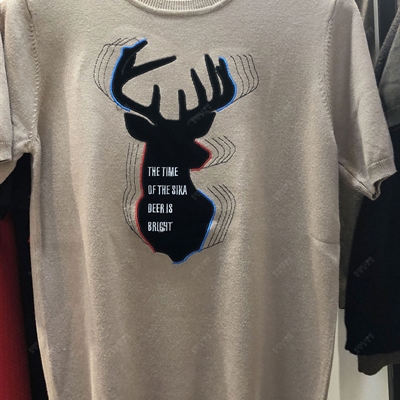 THE TIME
OF THE SIKA
DEER IS
BRIGHT